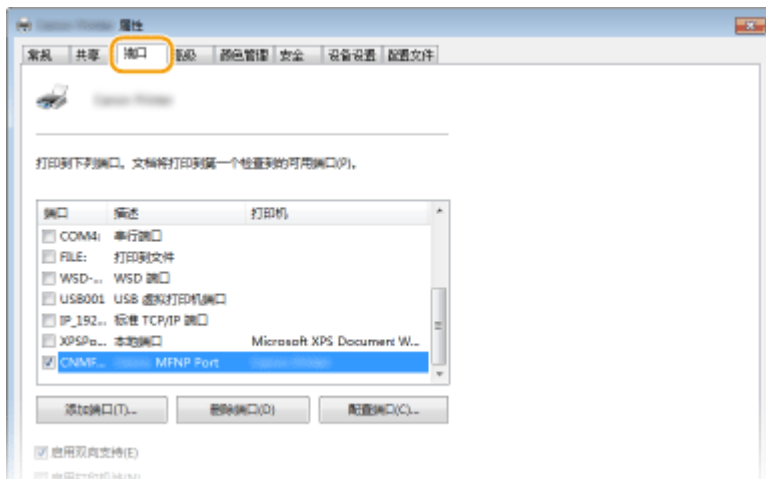 属性
常规 共享 端口 高级 颜色管理 安全 设备设置 配置文件
打印到下列端口。文档将打印到第一个检查到的可用端口(P)。
端口 描述 打印机
COM4: 串行端口
FILE: 打印到文件
WSD-... WSD 端口
USB001 USB 虚拟打印机端口
IP_192... 标准 TCP/IP 端口
XPSPo... 本地端口 Microsoft XPS Document W...
CNMF... MFNP Port
添加端口(T)... 删除端口(D) 配置端口(C)...
启用双向支持(E)